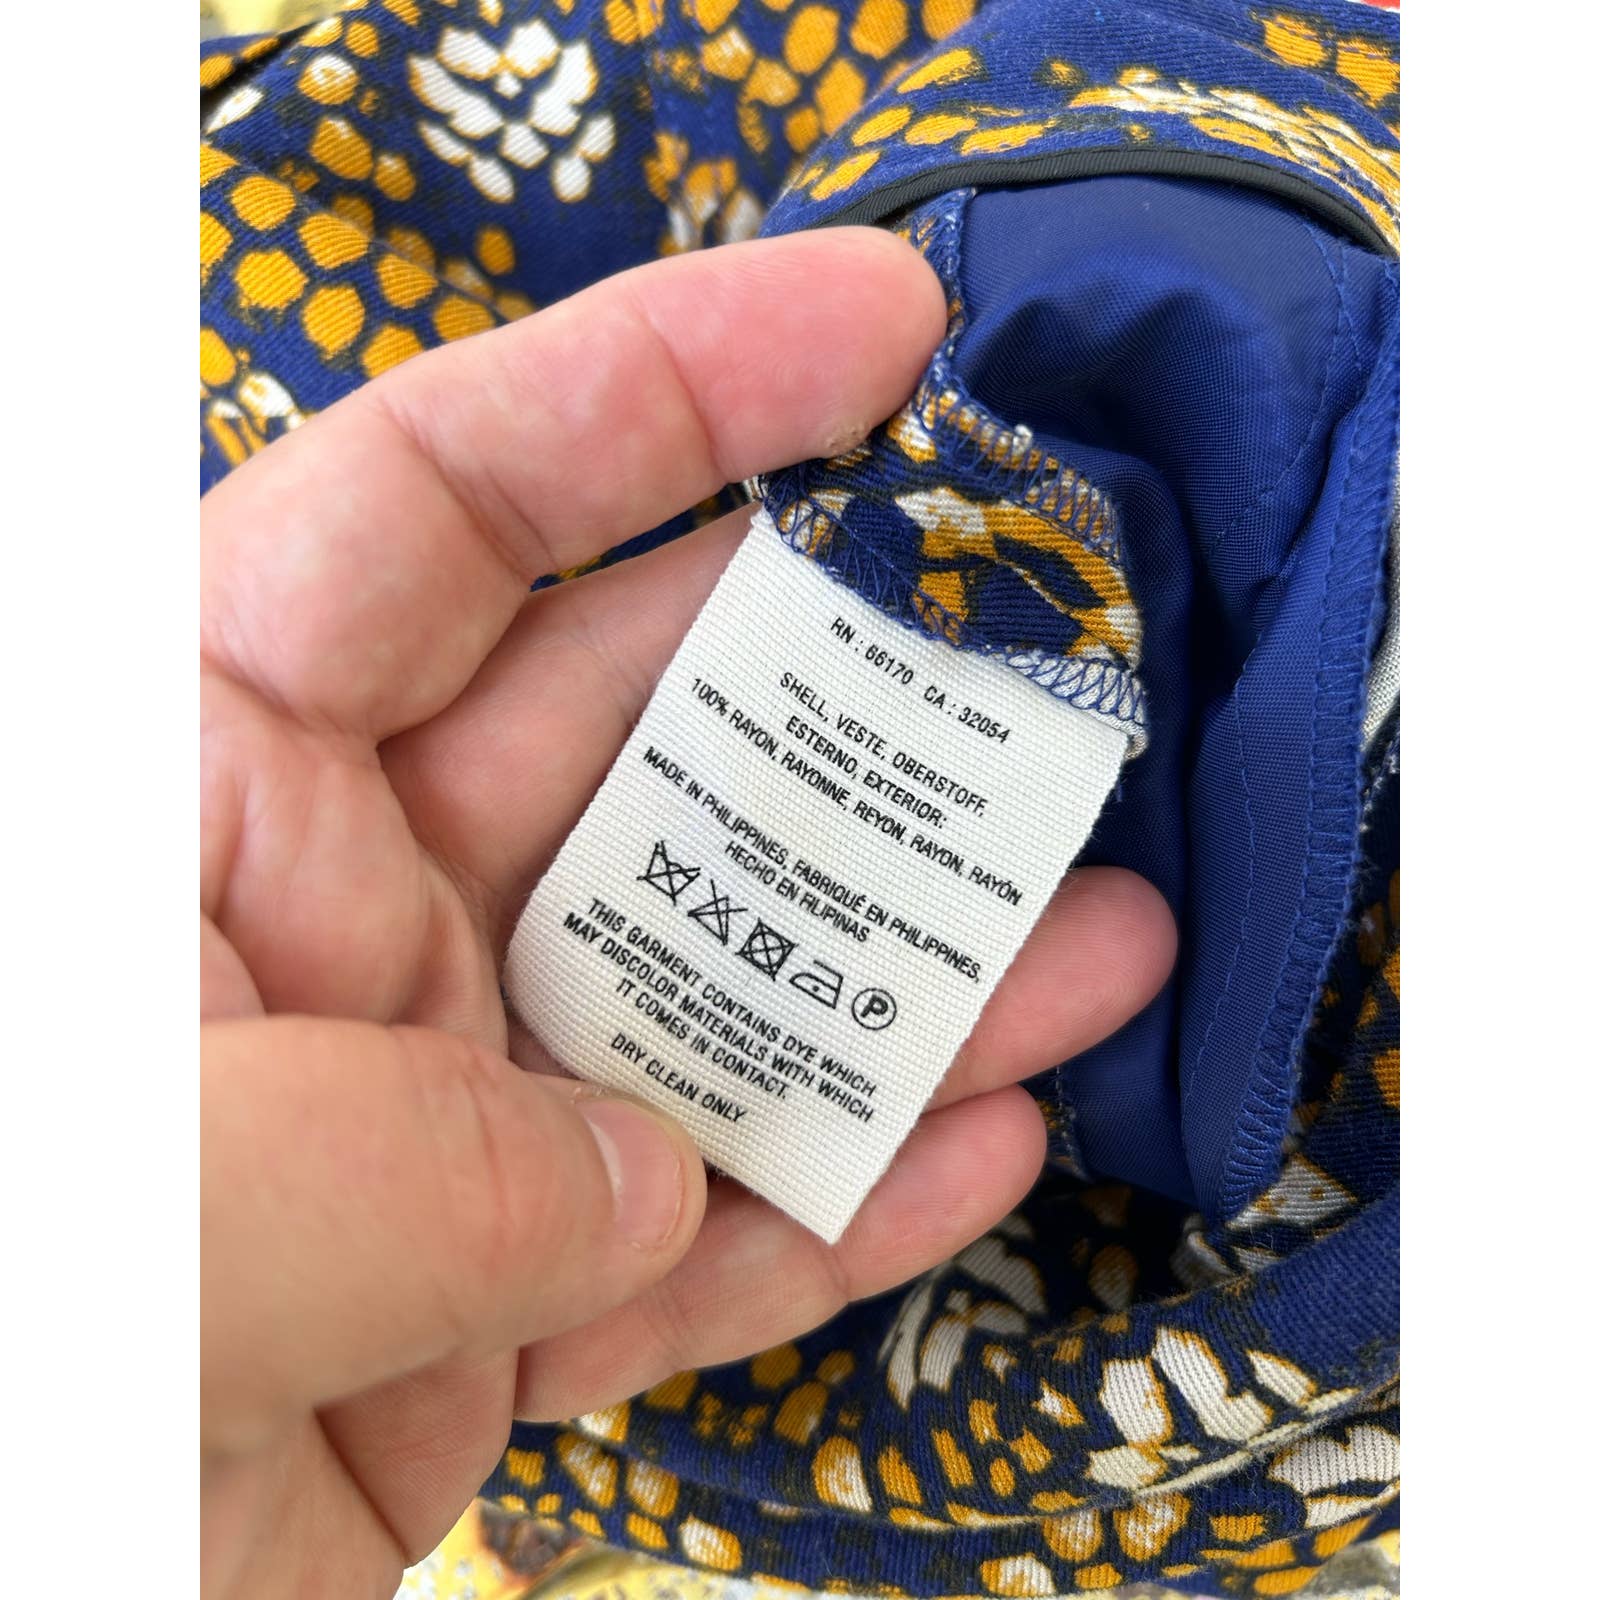 RN : 66170 CA : 32054
SHELL, VESTE, OBERSTOFF,
ESTERNO, EXTERIOR:
100% RAYON, RAYONNE, REYON, RAYON, RAYÓN
MADE IN PHILIPPINES, FABRIQUÉ EN PHILIPPINES,
HECHO EN FILIPINAS
P
THIS GARMENT CONTAINS DYE WHICH
MAY DISCOLOR MATERIALS WITH WHICH
IT COMES IN CONTACT.
DRY CLEAN ONLY